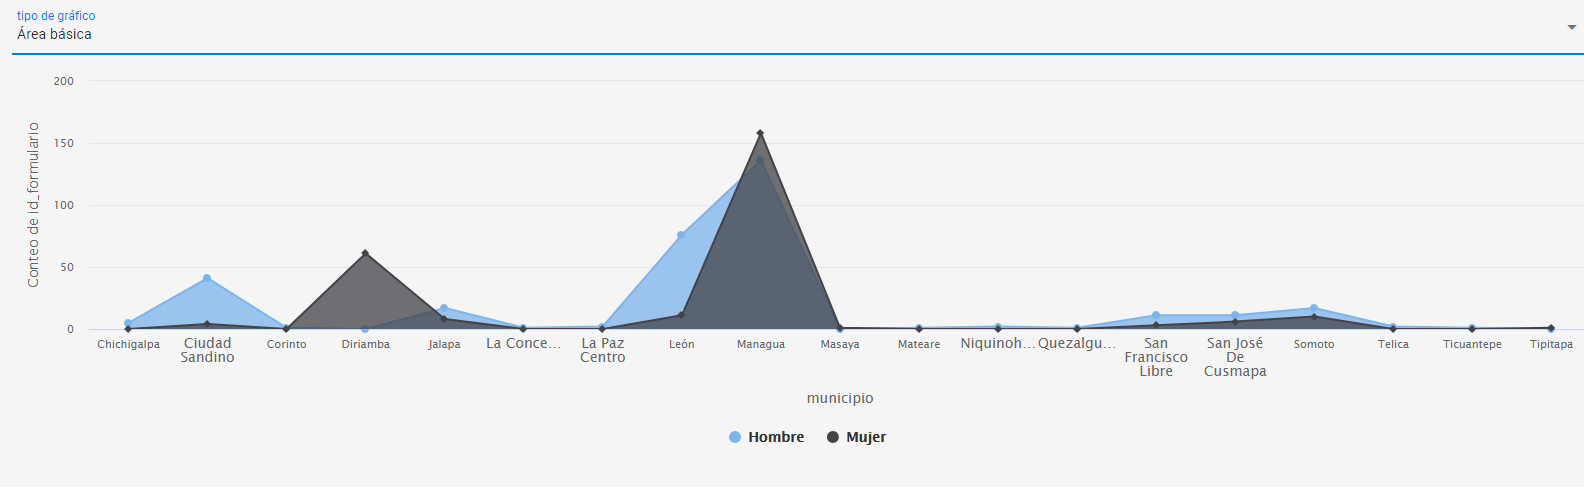 tipo de gráfico
Área básica
200
150
100
50
0
Conteo de id_formulario
Chichigalpa
Ciudad
Sandino
Corinto
Diriamba
Jalapa
La Conce...
La Paz
Centro
León
Managua
Masaya
Mateare
Niquinoh...
Quezalgu...
San
Francisco
Libre
San José
De
Cusmapa
Somoto
Telica
Ticuantepe
Tipitapa
municipio
Hombre
Mujer